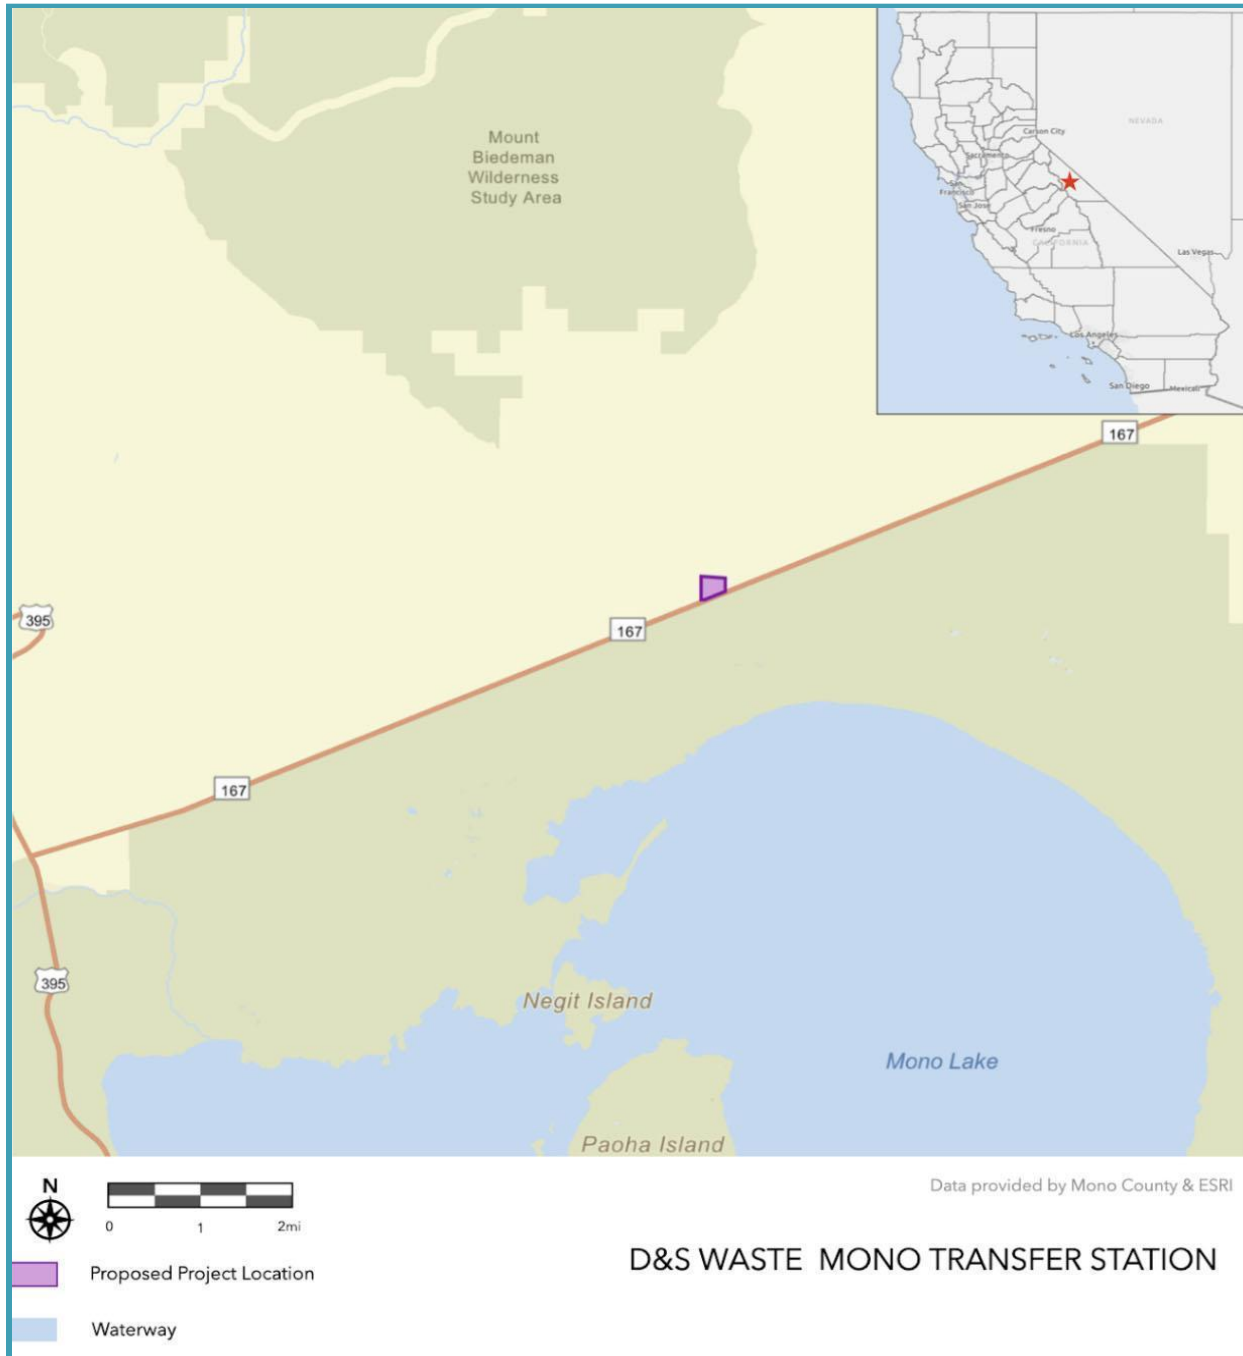 Mount
Biedeman
Wilderness
Study Area
NEVADA
Carson City
Sacramento
San
Francisco
San Jose
Fresno
CALIFORNIA
Las Vegas
Los Angeles
San Diego
Mexicali
167
395
167
167
395
Negit Island
Mono Lake
Paoha Island
N
0 1 2mi
Data provided by Mono County & ESRI
Proposed Project Location
D&S WASTE MONO TRANSFER STATION
Waterway